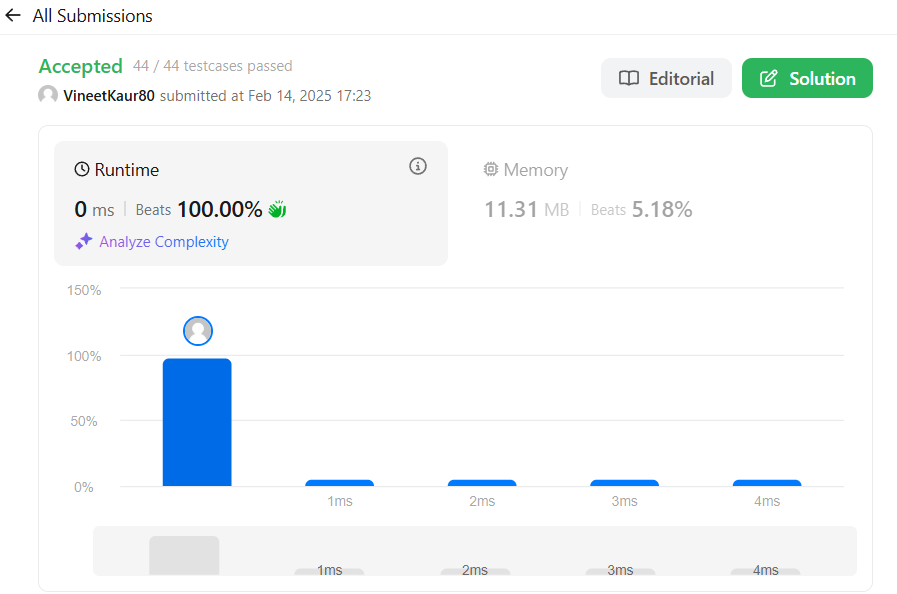 All Submissions
Accepted 44 / 44 testcases passed
VineetKaur80 submitted at Feb 14, 2025 17:23
Editorial
Solution
Runtime
0 ms Beats 100.00%
Analyze Complexity
Memory
11.31 MB Beats 5.18%
150%
100%
50%
0%
1ms 2ms 3ms 4ms
1ms 2ms 3ms 4ms